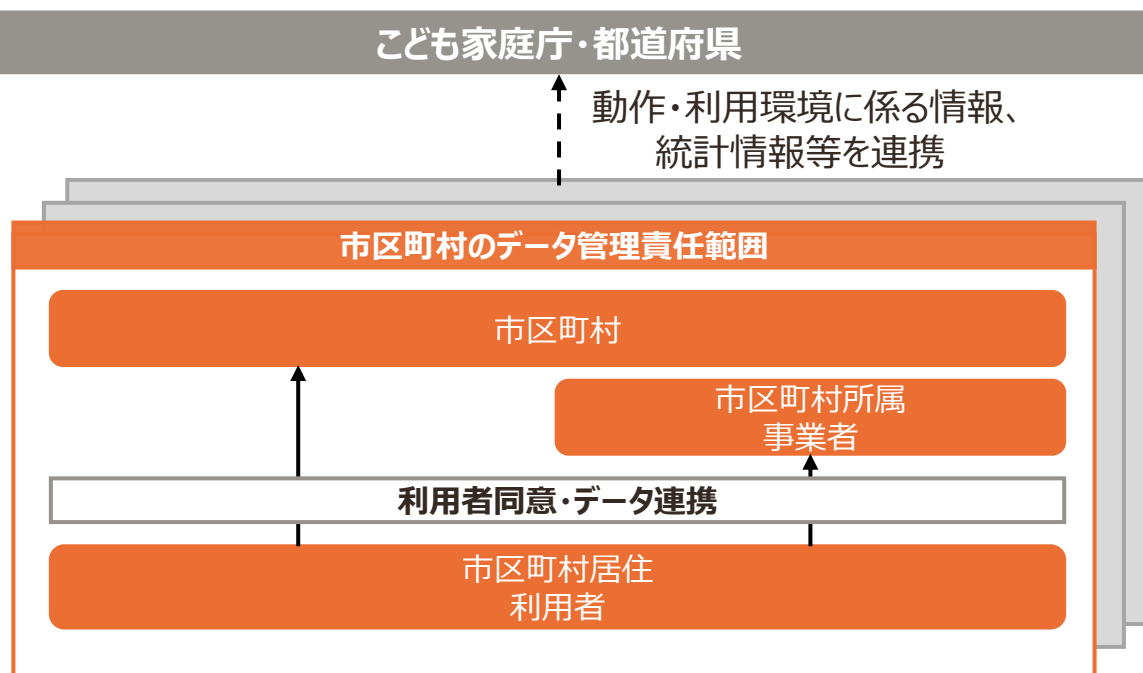 こども家庭庁・都道府県
動作・利用環境に係る情報、
統計情報等を連携
市区町村のデータ管理責任範囲
市区町村
市区町村所属
事業者
利用者同意・データ連携
市区町村居住
利用者